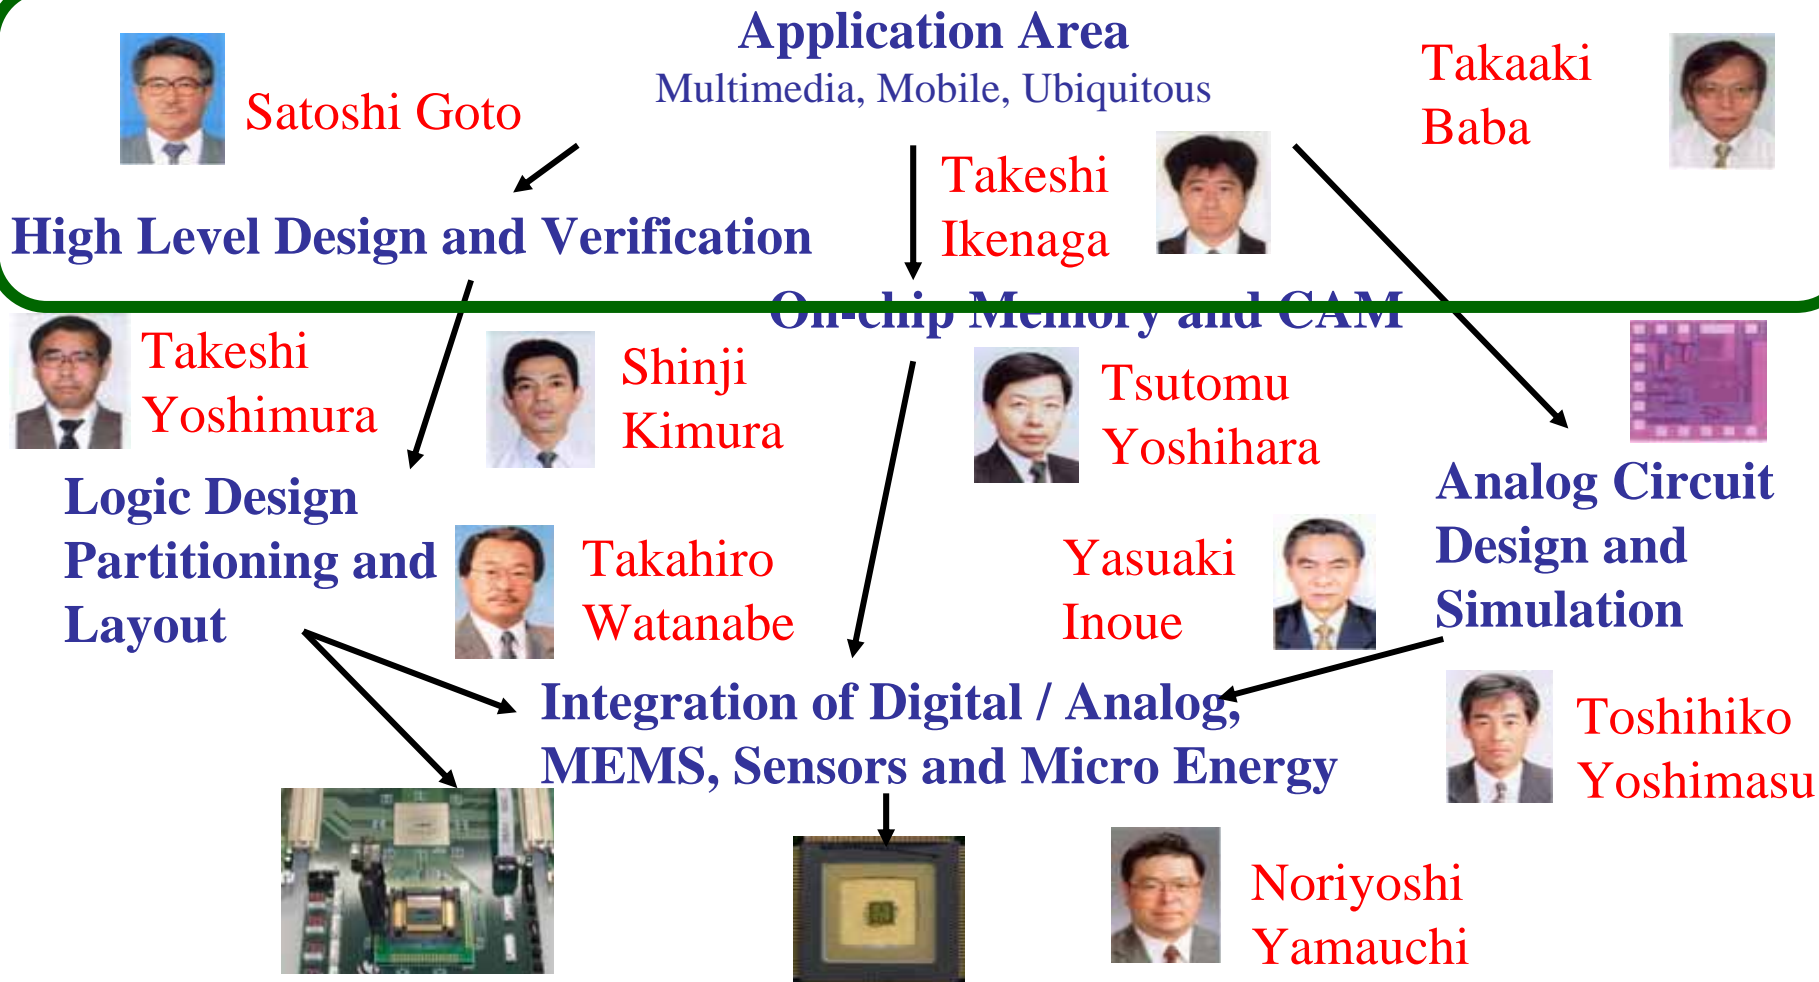 Application Area
Multimedia, Mobile, Ubiquitous
Satoshi Goto
Takaaki
Baba
Takeshi
Ikenaga
High Level Design and Verification
On-chip Memory and CAM
Takeshi
Yoshimura
Shinji
Kimura
Tsutomu
Yoshihara
Logic Design
Partitioning and
Layout
Takahiro
Watanabe
Yasuaki
Inoue
Analog Circuit
Design and
Simulation
Integration of Digital / Analog,
MEMS, Sensors and Micro Energy
Toshihiko
Yoshimasu
Noriyoshi
Yamauchi